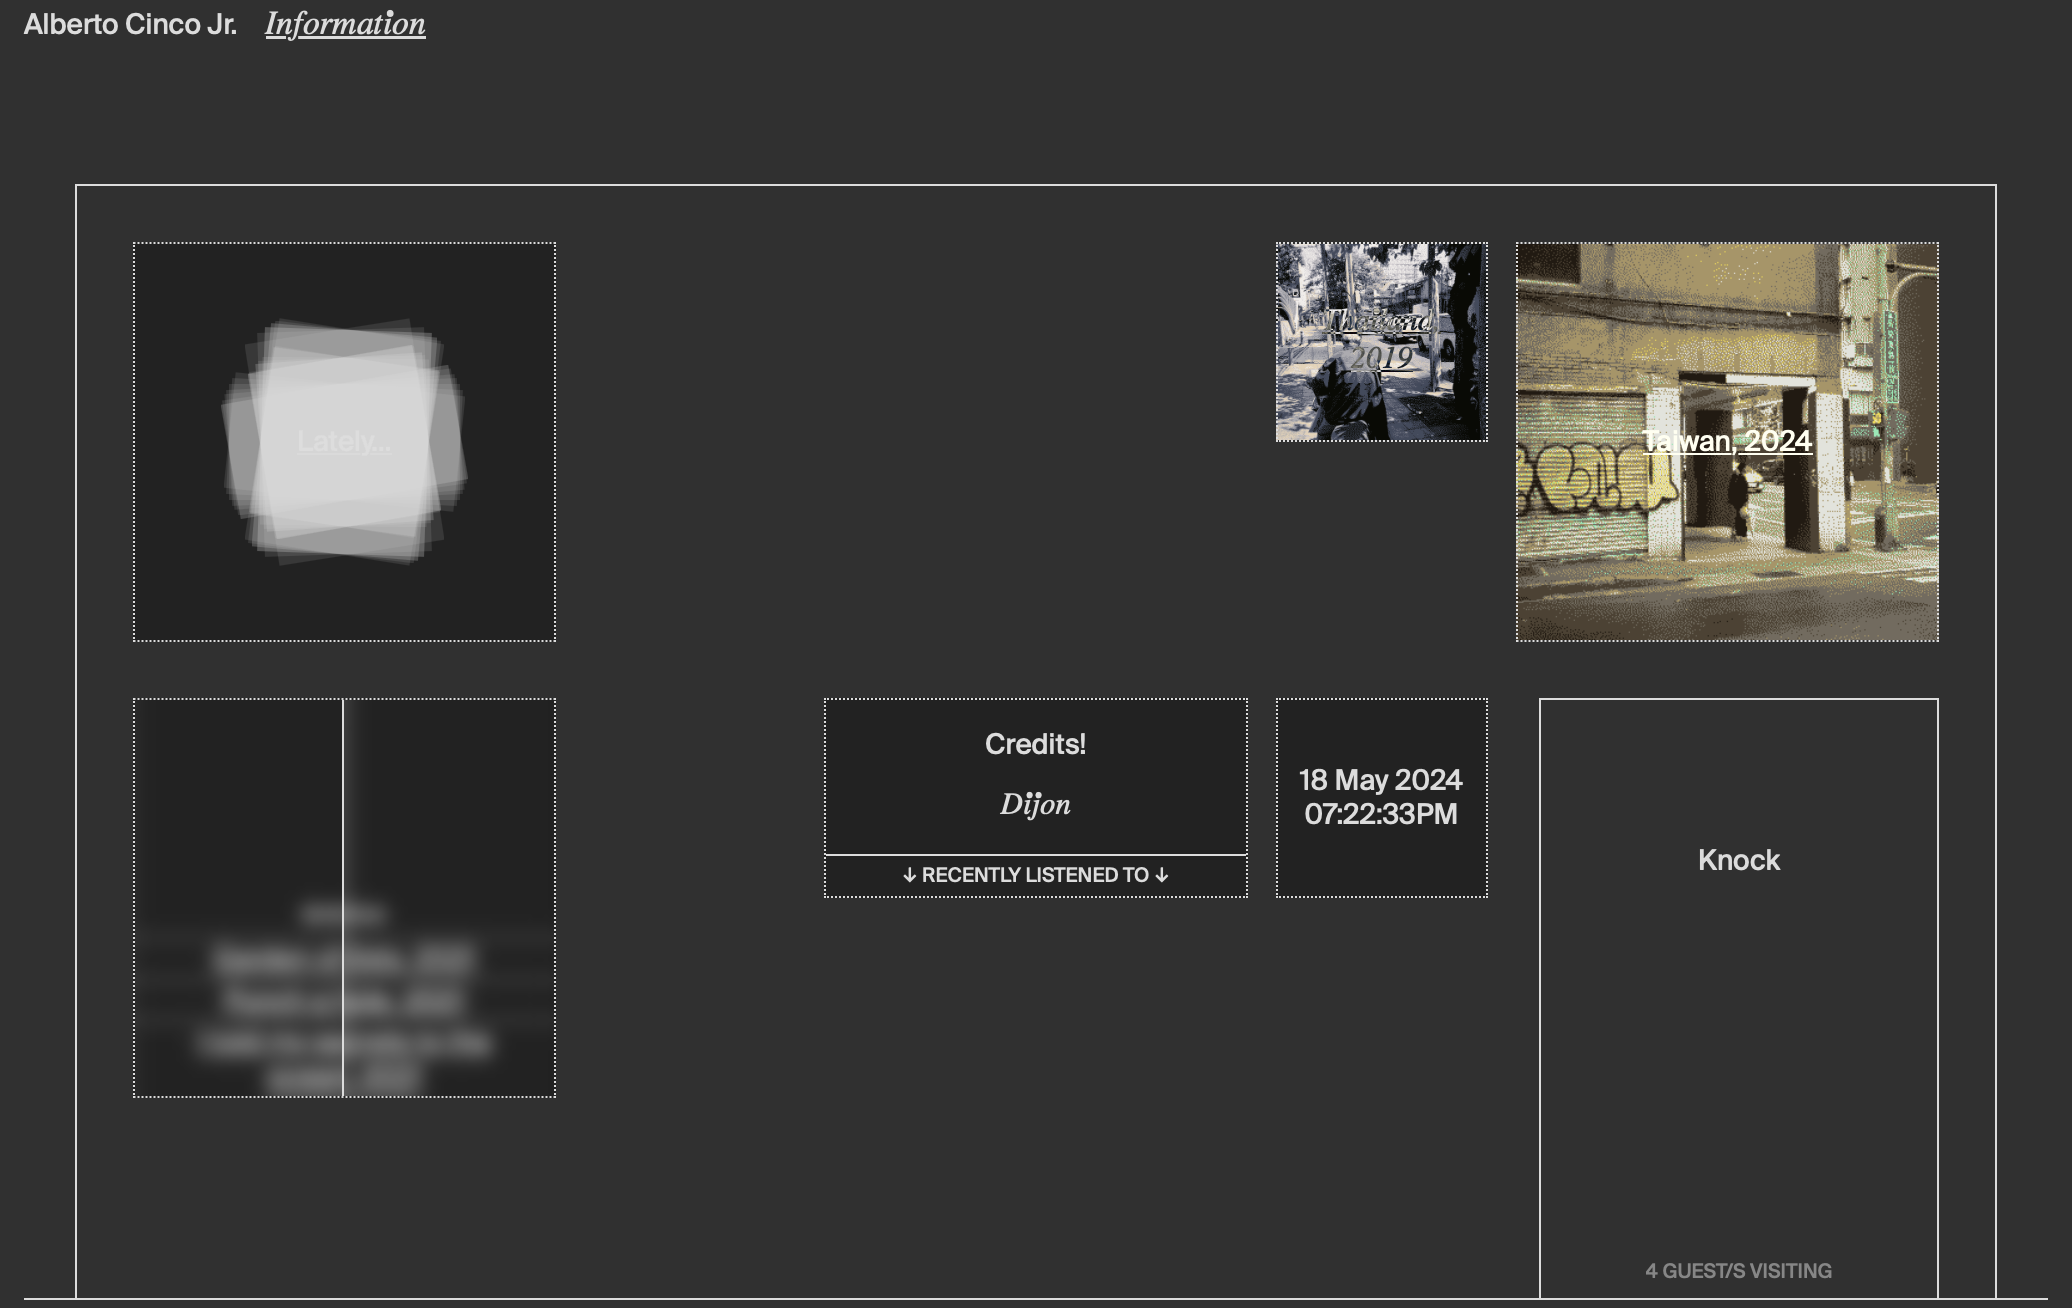 Alberto Cinco Jr. Information
Lately...
Thailand
2019
Taiwan, 2024
Credits!
Dijon
↓ RECENTLY LISTENED TO ↓
18 May 2024
07:22:33PM
Knock
4 GUEST/S VISITING